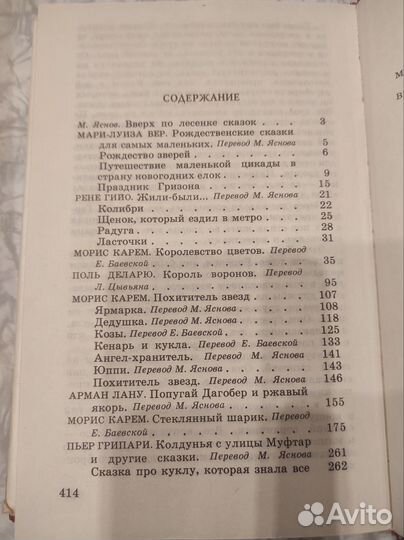 СОДЕРЖАНИЕ
М. Яснов. Вверх по лесенке сказок . . . 3
МАРИ-ЛУИЗА ВЕР. Рождественские сказки
для самых маленьких. Перевод М. Яснова 5
Рождество зверей . . . . . . 6
Путешествие маленькой цикады в
страну новогодних елок . . . . 9
Праздник Гризона . . . . . . 15
РЕНЕ ГИЙО. Жили-были... Перевод М. Яснова 21
Колибри . . . . . . . . . 22
Щенок, который ездил в метро . . . 25
Радуга . . . . . . . . . 28
Ласточки . . . . . . . . . 31
МОРИС КАРЕМ. Королевство цветов. Перевод
Е. Баевской . . . . . . . . . 35
ПОЛЬ ДЕЛАРЮ. Король воронов. Перевод
Л. Цывьяна . . . . . . . . . 95
МОРИС КАРЕМ. Похититель звезд . . . . 107
Ярмарка. Перевод М. Яснова . . . 108
Дедушка. Перевод М. Яснова . . . 118
Козы. Перевод Е. Баевской . . . . 125
Кенарь и кукла. Перевод Е. Баевской 133
Ангел-хранитель. Перевод М. Яснова 141
Юппи. Перевод М. Яснова . . . . 143
Похититель звезд. Перевод М. Яснова 146
АРМАН ЛАНУ. Попугай Дагобер и ржавый
якорь. Перевод М. Яснова . . . . 155
МОРИС КАРЕМ. Стеклянный шарик. Перевод
Е. Баевской . . . . . . . . . 175
ПЬЕР ГРИПАРИ. Колдунья с улицы Муфтар
и другие сказки. Перевод М. Яснова 261
Сказка про куклу, которая знала все 262
414
Avito